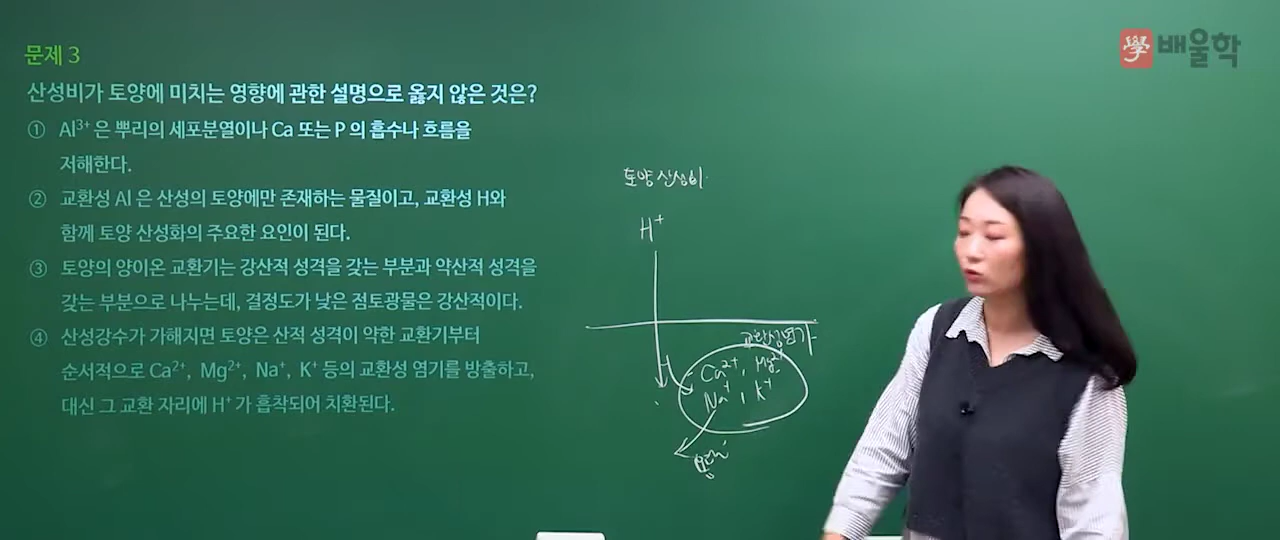 學 배울학
문제 3
산성비가 토양에 미치는 영향에 관한 설명으로 옳지 않은 것은?
① Al³⁺ 은 뿌리의 세포분열이나 Ca 또는 P 의 흡수나 흐름을
저해한다.
② 교환성 Al 은 산성의 토양에만 존재하는 물질이고, 교환성 H와
함께 토양 산성화의 주요한 요인이 된다.
③ 토양의 양이온 교환기는 강산적 성격을 갖는 부분과 약산적 성격을
갖는 부분으로 나누는데, 결정도가 낮은 점토광물은 강산적이다.
④ 산성강수가 가해지면 토양은 산적 성격이 약한 교환기부터
순서적으로 Ca²⁺, Mg²⁺, Na⁺, K⁺ 등의 교환성 염기를 방출하고,
대신 그 교환 자리에 H⁺ 가 흡착되어 치환된다.
토양 산성비
H⁺
교환성염기
Ca²⁺, Mg²⁺
Na⁺, K⁺